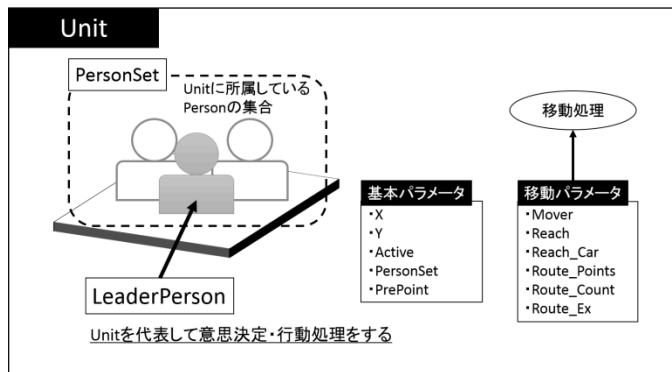 Unit
PersonSet
Unitに所属している
Personの集合
LeaderPerson
Unitを代表して意思決定・行動処理をする
基本パラメータ
・X
・Y
・Active
・PersonSet
・PrePoint
移動処理
移動パラメータ
・Mover
・Reach
・Reach_Car
・Route_Points
・Route_Count
・Route_Ex